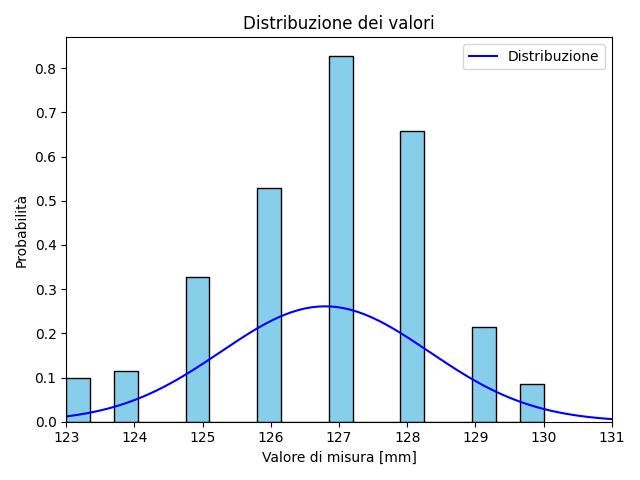 Distribuzione dei valori
Distribuzione
Probabilità
0.8
0.7
0.6
0.5
0.4
0.3
0.2
0.1
0.0
123 124 125 126 127 128 129 130 131
Valore di misura [mm]